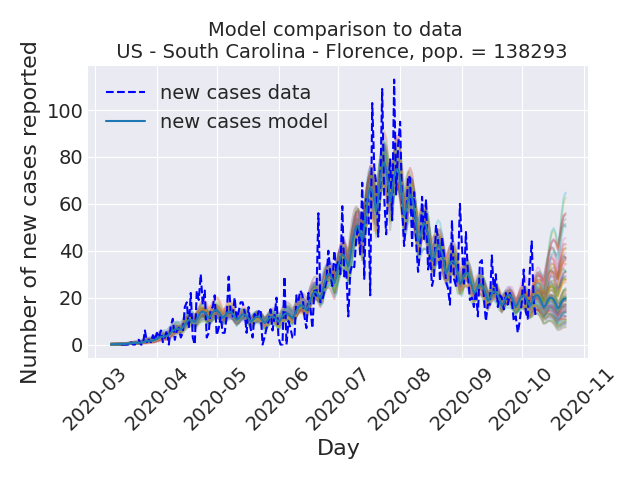 Model comparison to data
US - South Carolina - Florence, pop. = 138293
Number of new cases reported
new cases data
new cases model
100
80
60
40
20
0
2020-03
2020-04
2020-05
2020-06
2020-07
2020-08
2020-09
2020-10
2020-11
Day